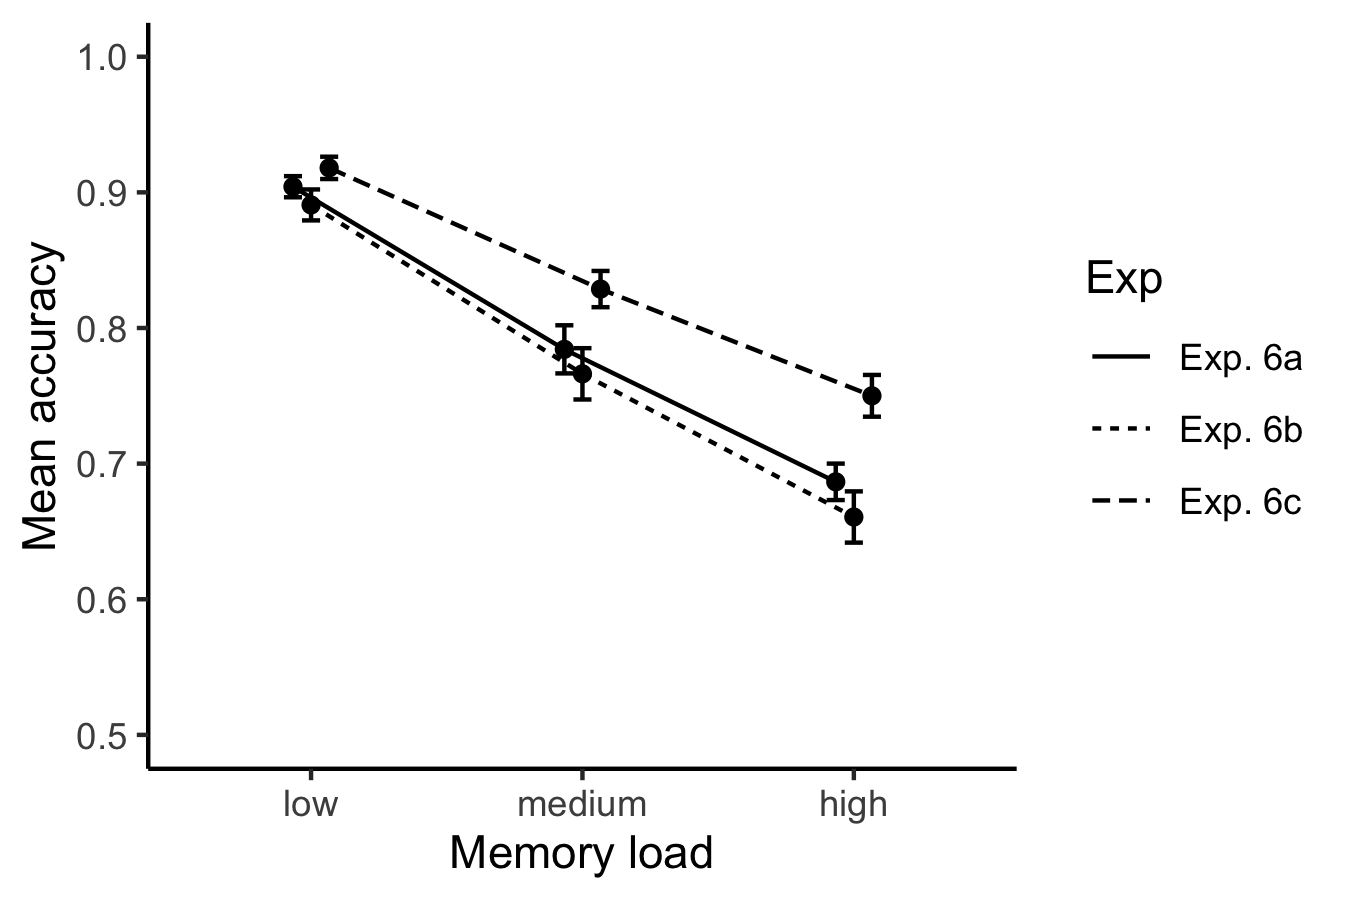 Mean accuracy
1.0
0.9
0.8
0.7
0.6
0.5
low medium high
Memory load
Exp
Exp. 6a
Exp. 6b
Exp. 6c